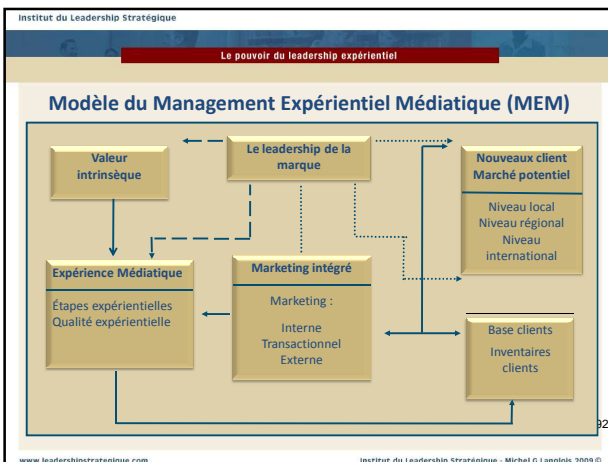 Institut du Leadership Stratégique
Le pouvoir du leadership expérientiel
Modèle du Management Expérientiel Médiatique (MEM)
Valeur
intrinsèque
Le leadership de la
marque
Nouveaux client
Marché potentiel
Niveau local
Niveau régional
Niveau
international
Expérience Médiatique
Étapes expérientielles
Qualité expérientielle
Marketing intégré
Marketing :
Interne
Transactionnel
Externe
Base clients
Inventaires
clients
92
www.leadershipstrategique.com
Institut du Leadership Stratégique - Michel G Langlois 2009©